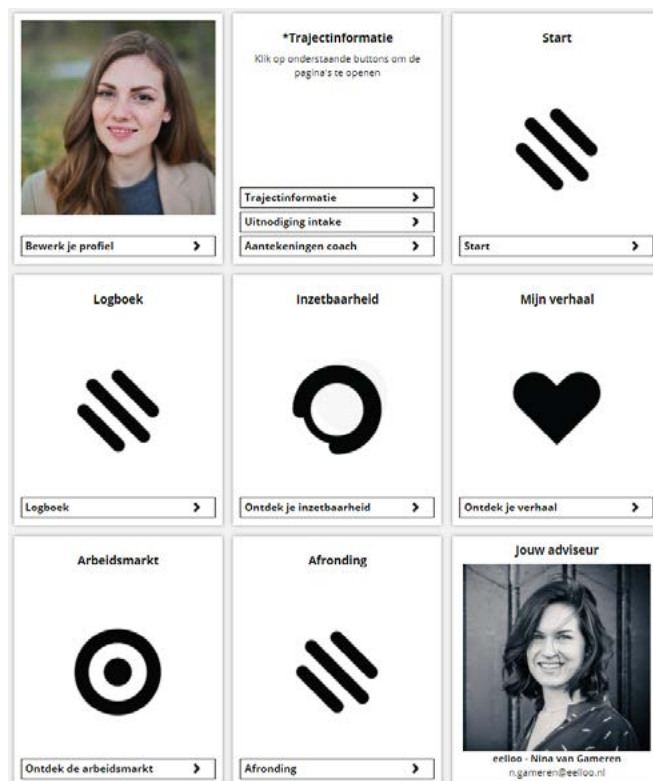 Bewerk je profiel
*Trajectinformatie
Klik op onderstaande buttons om de
pagina's te openen
Trajectinformatie
Uitnodiging intake
Aantekeningen coach
Start
Start
Logboek
Logboek
Inzetbaarheid
Ontdek je inzetbaarheid
Mijn verhaal
Ontdek je verhaal
Arbeidsmarkt
Ontdek de arbeidsmarkt
Afronding
Afronding
Jouw adviseur
eelloo - Nina van Gameren
n.gameren@eelloo.nl